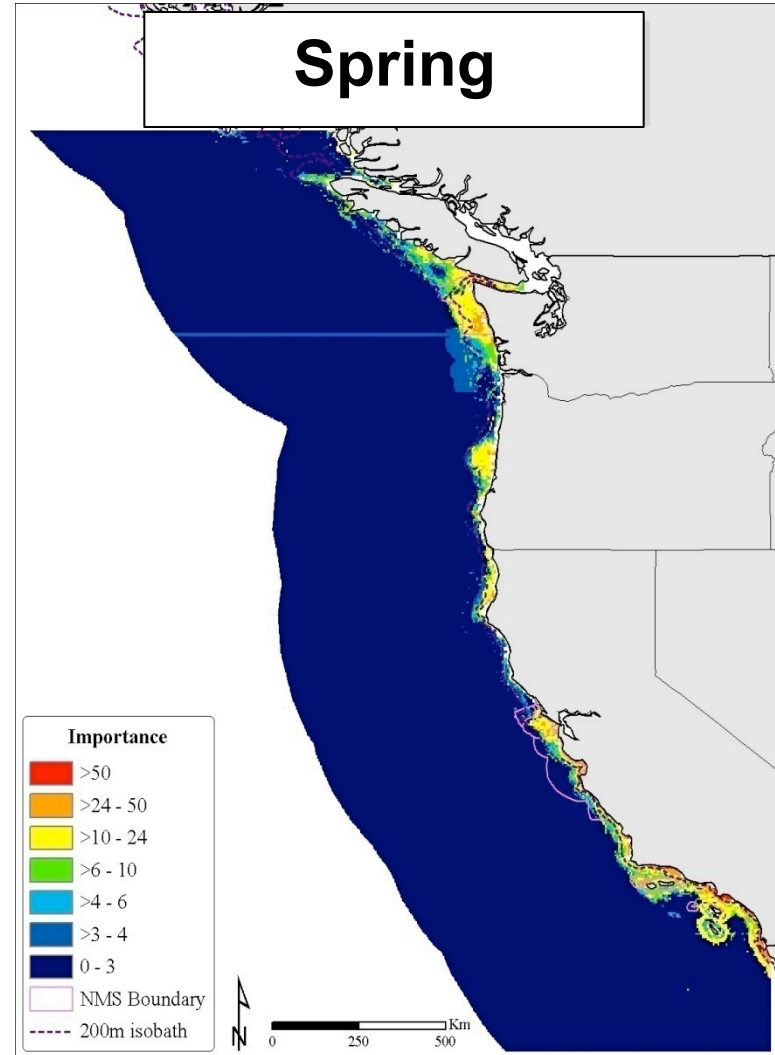 Spring
Importance
>50
>24 - 50
>10 - 24
>6 - 10
>4 - 6
>3 - 4
0 - 3
NMS Boundary
200m isobath
N
Km
0 250 500